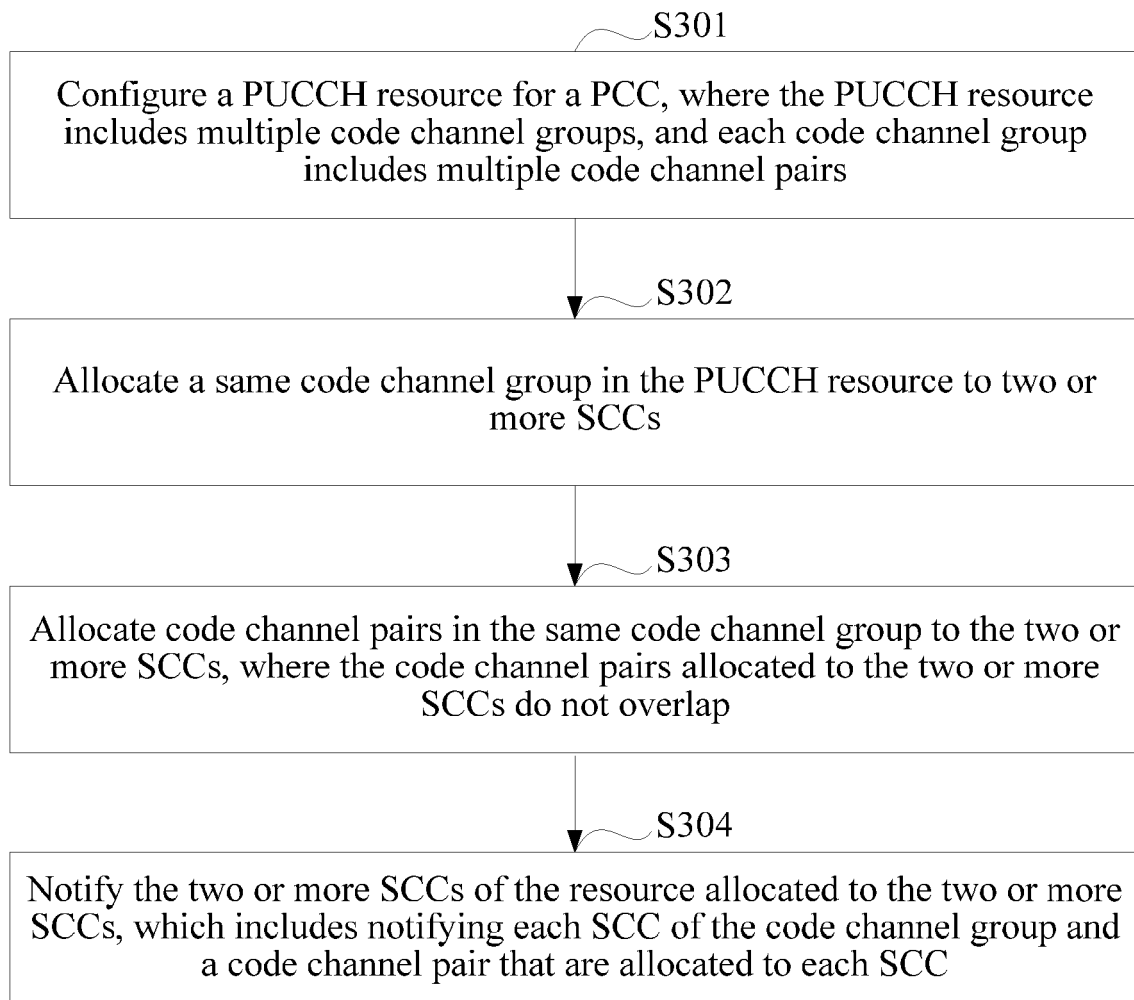 S301
Configure a PUCCH resource for a PCC, where the PUCCH resource
includes multiple code channel groups, and each code channel group
includes multiple code channel pairs
S302
Allocate a same code channel group in the PUCCH resource to two or
more SCCs
S303
Allocate code channel pairs in the same code channel group to the two or
more SCCs, where the code channel pairs allocated to the two or more
SCCs do not overlap
S304
Notify the two or more SCCs of the resource allocated to the two or more
SCCs, which includes notifying each SCC of the code channel group and
a code channel pair that are allocated to each SCC